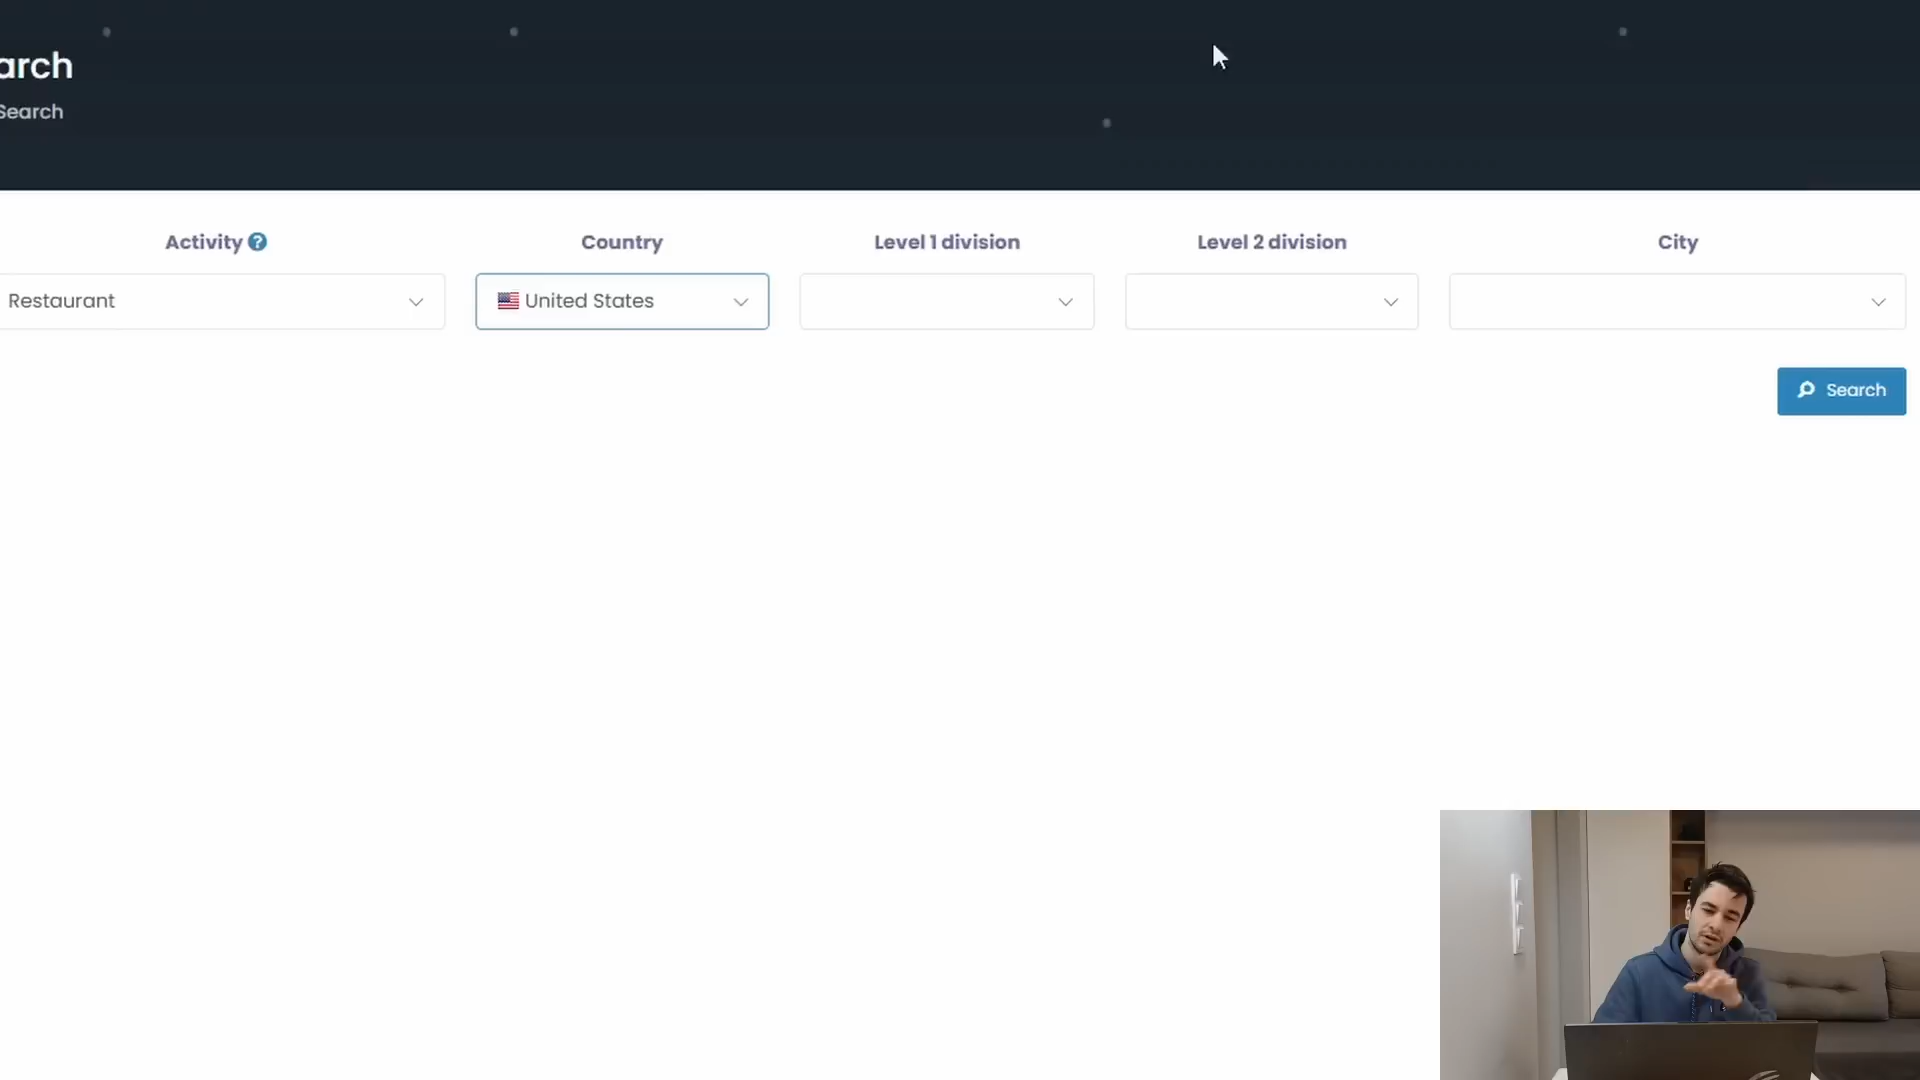 arch
Search
Activity ?
Country
Level 1 division
Level 2 division
City
Restaurant
United States
Search